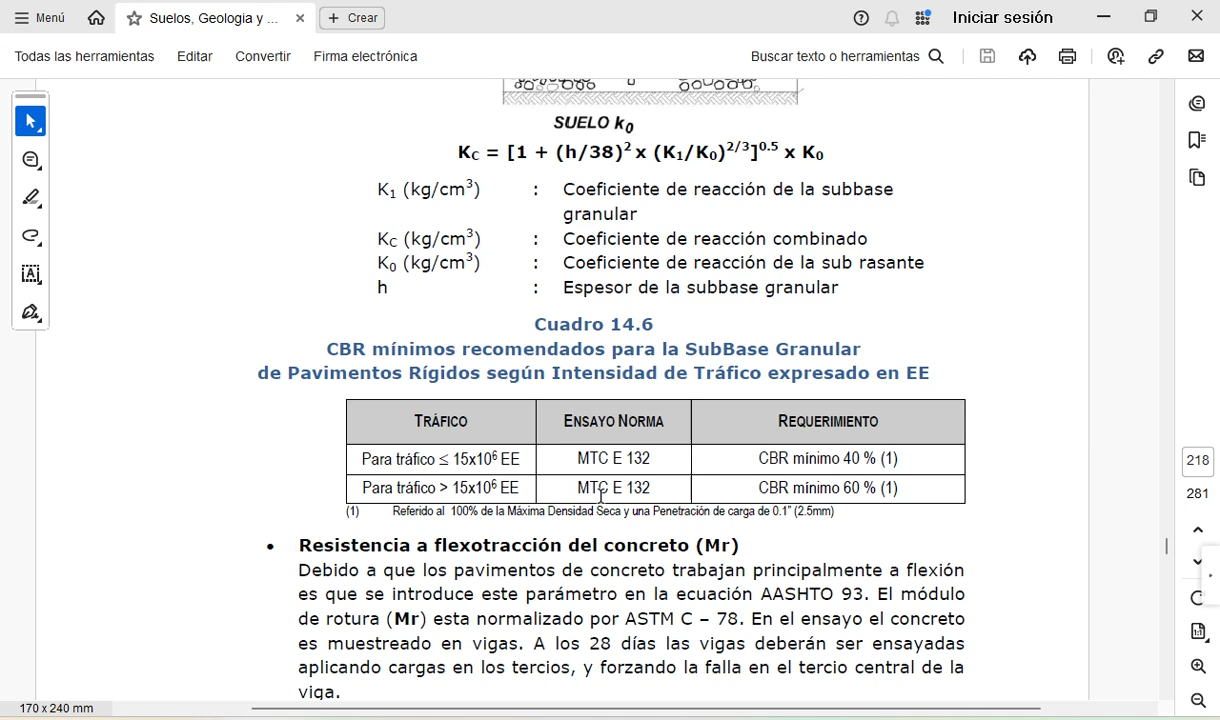 Menú
Suelos, Geologia y ...
Crear
Iniciar sesión
Todas las herramientas
Editar
Convertir
Firma electrónica
Buscar texto o herramientas
SUELO k₀
K_C = [1 + (h/38)² x (K₁/K₀)^2/3]^0.5 x K₀
K₁ (kg/cm³) : Coeficiente de reacción de la subbase
granular
K_C (kg/cm³) : Coeficiente de reacción combinado
K₀ (kg/cm³) : Coeficiente de reacción de la sub rasante
h : Espesor de la subbase granular
Cuadro 14.6
CBR mínimos recomendados para la SubBase Granular
de Pavimentos Rígidos según Intensidad de Tráfico expresado en EE
TRÁFICO ENSAYO NORMA REQUERIMIENTO
Para tráfico ≤ 15x10⁶ EE MTC E 132 CBR mínimo 40 % (1)
Para tráfico > 15x10⁶ EE MTC E 132 CBR mínimo 60 % (1)
(1) Referido al 100% de la Máxima Densidad Seca y una Penetración de carga de 0.1” (2.5mm)
• Resistencia a flexotracción del concreto (Mr)
Debido a que los pavimentos de concreto trabajan principalmente a flexión
es que se introduce este parámetro en la ecuación AASHTO 93. El módulo
de rotura (Mr) esta normalizado por ASTM C – 78. En el ensayo el concreto
es muestreado en vigas. A los 28 días las vigas deberán ser ensayadas
aplicando cargas en los tercios, y forzando la falla en el tercio central de la
viga.
218
281
1:1
170 x 240 mm